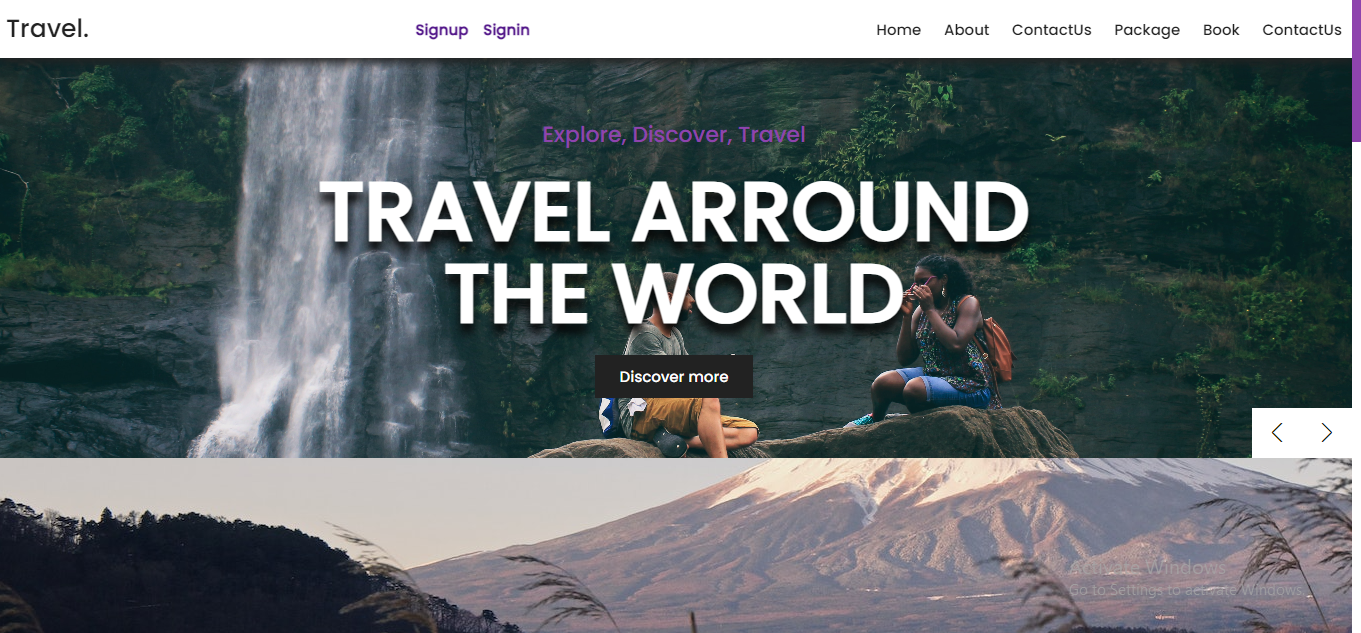 Travel.
Signup Signin
Home About ContactUs Package Book ContactUs
Explore, Discover, Travel
TRAVEL ARROUND
THE WORLD
Discover more
Activate Windows
Go to Settings to activate Windows.